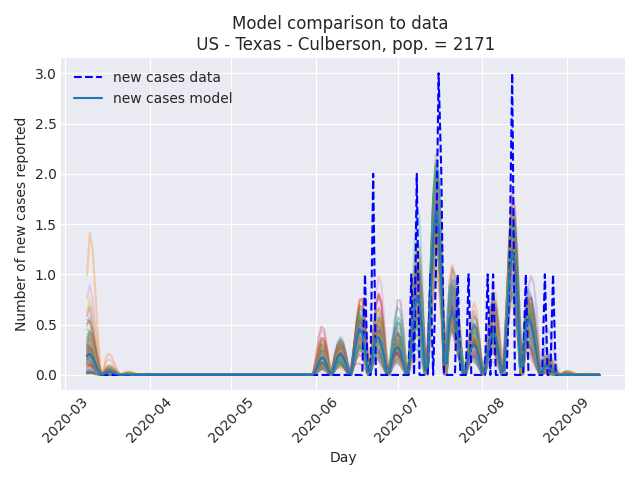 Model comparison to data
US - Texas - Culberson, pop. = 2171
new cases data
new cases model
Number of new cases reported
3.0
2.5
2.0
1.5
1.0
0.5
0.0
2020-03
2020-04
2020-05
2020-06
2020-07
2020-08
2020-09
Day